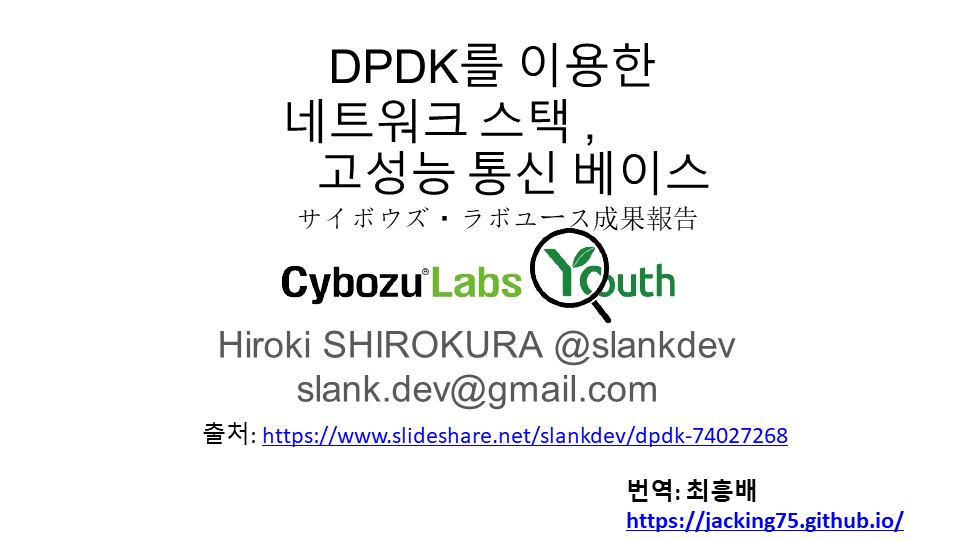 DPDK를 이용한
네트워크 스택 ,
고성능 통신 베이스
サイボウズ・ラボユース成果報告
Cybozu® Labs Youth
Hiroki SHIROKURA @slankdev
slank.dev@gmail.com
출처: https://www.slideshare.net/slankdev/dpdk-74027268
번역: 최흥배
https://jacking75.github.io/